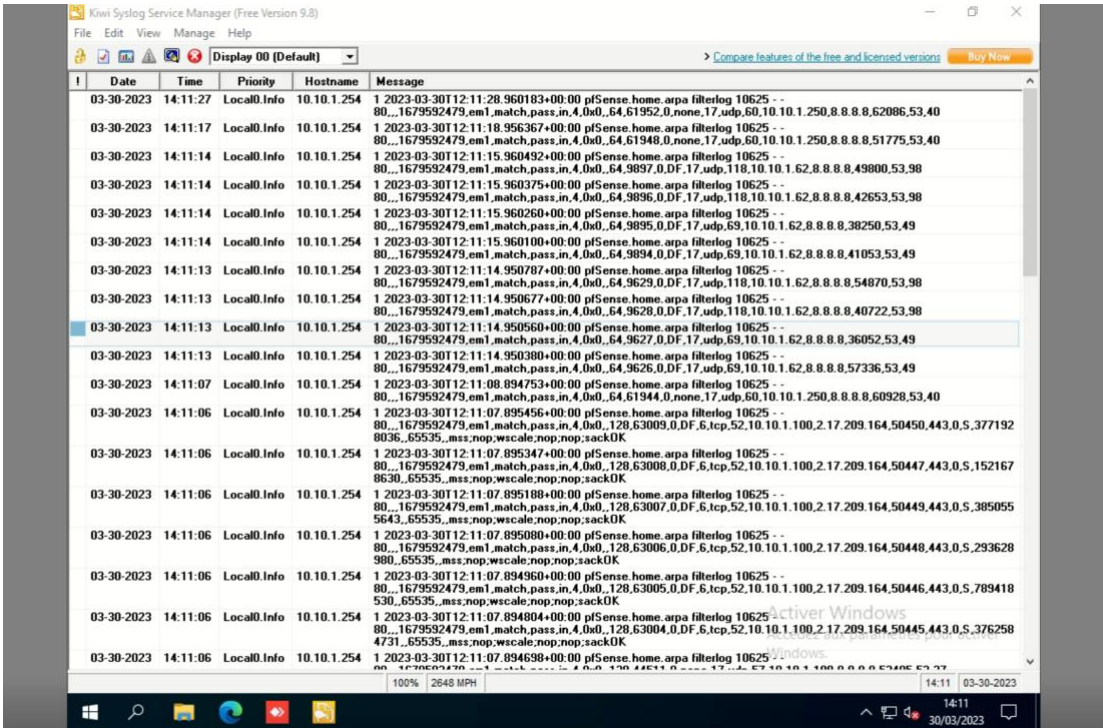 Kiwi Syslog Service Manager (Free Version 9.8)
File Edit View Manage Help
Display 00 (Default)
> Compare features of the free and licensed versions
Buy Now
! Date Time Priority Hostname Message
03-30-2023 14:11:27 Local0.Info 10.10.1.254 1 2023-03-30T12:11:28.960183+00:00 pfSense.home.arpa filterlog 10625 - -
80,,,1679592479,em1,match,pass,in,4,0x0,,64,61952,0,none,17,udp,60,10.10.1.250,8.8.8.8,62086,53,40
03-30-2023 14:11:17 Local0.Info 10.10.1.254 1 2023-03-30T12:11:18.956367+00:00 pfSense.home.arpa filterlog 10625 - -
80,,,1679592479,em1,match,pass,in,4,0x0,,64,61948,0,none,17,udp,60,10.10.1.250,8.8.8.8,51775,53,40
03-30-2023 14:11:14 Local0.Info 10.10.1.254 1 2023-03-30T12:11:15.960492+00:00 pfSense.home.arpa filterlog 10625 - -
80,,,1679592479,em1,match,pass,in,4,0x0,,64,9897,0,DF,17,udp,118,10.10.1.62,8.8.8.8,49800,53,98
03-30-2023 14:11:14 Local0.Info 10.10.1.254 1 2023-03-30T12:11:15.960375+00:00 pfSense.home.arpa filterlog 10625 - -
80,,,1679592479,em1,match,pass,in,4,0x0,,64,9896,0,DF,17,udp,118,10.10.1.62,8.8.8.8,42653,53,98
03-30-2023 14:11:14 Local0.Info 10.10.1.254 1 2023-03-30T12:11:15.960260+00:00 pfSense.home.arpa filterlog 10625 - -
80,,,1679592479,em1,match,pass,in,4,0x0,,64,9895,0,DF,17,udp,69,10.10.1.62,8.8.8.8,38250,53,49
03-30-2023 14:11:14 Local0.Info 10.10.1.254 1 2023-03-30T12:11:15.960100+00:00 pfSense.home.arpa filterlog 10625 - -
80,,,1679592479,em1,match,pass,in,4,0x0,,64,9894,0,DF,17,udp,69,10.10.1.62,8.8.8.8,41053,53,49
03-30-2023 14:11:13 Local0.Info 10.10.1.254 1 2023-03-30T12:11:14.950787+00:00 pfSense.home.arpa filterlog 10625 - -
80,,,1679592479,em1,match,pass,in,4,0x0,,64,9629,0,DF,17,udp,118,10.10.1.62,8.8.8.8,54870,53,98
03-30-2023 14:11:13 Local0.Info 10.10.1.254 1 2023-03-30T12:11:14.950677+00:00 pfSense.home.arpa filterlog 10625 - -
80,,,1679592479,em1,match,pass,in,4,0x0,,64,9628,0,DF,17,udp,118,10.10.1.62,8.8.8.8,40722,53,98
03-30-2023 14:11:13 Local0.Info 10.10.1.254 1 2023-03-30T12:11:14.950560+00:00 pfSense.home.arpa filterlog 10625 - -
80,,,1679592479,em1,match,pass,in,4,0x0,,64,9627,0,DF,17,udp,69,10.10.1.62,8.8.8.8,36052,53,49
03-30-2023 14:11:13 Local0.Info 10.10.1.254 1 2023-03-30T12:11:14.950380+00:00 pfSense.home.arpa filterlog 10625 - -
80,,,1679592479,em1,match,pass,in,4,0x0,,64,9626,0,DF,17,udp,69,10.10.1.62,8.8.8.8,57336,53,49
03-30-2023 14:11:07 Local0.Info 10.10.1.254 1 2023-03-30T12:11:08.894753+00:00 pfSense.home.arpa filterlog 10625 - -
80,,,1679592479,em1,match,pass,in,4,0x0,,64,61944,0,none,17,udp,60,10.10.1.250,8.8.8.8,60928,53,40
03-30-2023 14:11:06 Local0.Info 10.10.1.254 1 2023-03-30T12:11:07.895456+00:00 pfSense.home.arpa filterlog 10625 - -
80,,,1679592479,em1,match,pass,in,4,0x0,,128,63009,0,DF,6,tcp,52,10.10.1.100,2.17.209.164,50450,443,0,S,377192
8036,,65535,,mss;nop;wscale;nop;nop;sackOK
03-30-2023 14:11:06 Local0.Info 10.10.1.254 1 2023-03-30T12:11:07.895347+00:00 pfSense.home.arpa filterlog 10625 - -
80,,,1679592479,em1,match,pass,in,4,0x0,,128,63008,0,DF,6,tcp,52,10.10.1.100,2.17.209.164,50447,443,0,S,152167
8630,,65535,,mss;nop;wscale;nop;nop;sackOK
03-30-2023 14:11:06 Local0.Info 10.10.1.254 1 2023-03-30T12:11:07.895188+00:00 pfSense.home.arpa filterlog 10625 - -
80,,,1679592479,em1,match,pass,in,4,0x0,,128,63007,0,DF,6,tcp,52,10.10.1.100,2.17.209.164,50449,443,0,S,385055
5643,,65535,,mss;nop;wscale;nop;nop;sackOK
03-30-2023 14:11:06 Local0.Info 10.10.1.254 1 2023-03-30T12:11:07.895080+00:00 pfSense.home.arpa filterlog 10625 - -
80,,,1679592479,em1,match,pass,in,4,0x0,,128,63006,0,DF,6,tcp,52,10.10.1.100,2.17.209.164,50448,443,0,S,293628
980,,65535,,mss;nop;wscale;nop;nop;sackOK
03-30-2023 14:11:06 Local0.Info 10.10.1.254 1 2023-03-30T12:11:07.894960+00:00 pfSense.home.arpa filterlog 10625 - -
80,,,1679592479,em1,match,pass,in,4,0x0,,128,63005,0,DF,6,tcp,52,10.10.1.100,2.17.209.164,50446,443,0,S,789418
530,,65535,,mss;nop;wscale;nop;nop;sackOK
03-30-2023 14:11:06 Local0.Info 10.10.1.254 1 2023-03-30T12:11:07.894804+00:00 pfSense.home.arpa filterlog 10625 - -
80,,,1679592479,em1,match,pass,in,4,0x0,,128,63004,0,DF,6,tcp,52,10.10.1.100,2.17.209.164,50445,443,0,S,376258
4731,,65535,,mss;nop;wscale;nop;nop;sackOK
03-30-2023 14:11:06 Local0.Info 10.10.1.254 1 2023-03-30T12:11:07.894698+00:00 pfSense.home.arpa filterlog 10625 - -
Activer Windows
Accédez aux paramètres pour activer
Windows.
100% 2648 MPH 14:11 03-30-2023
14:11
30/03/2023